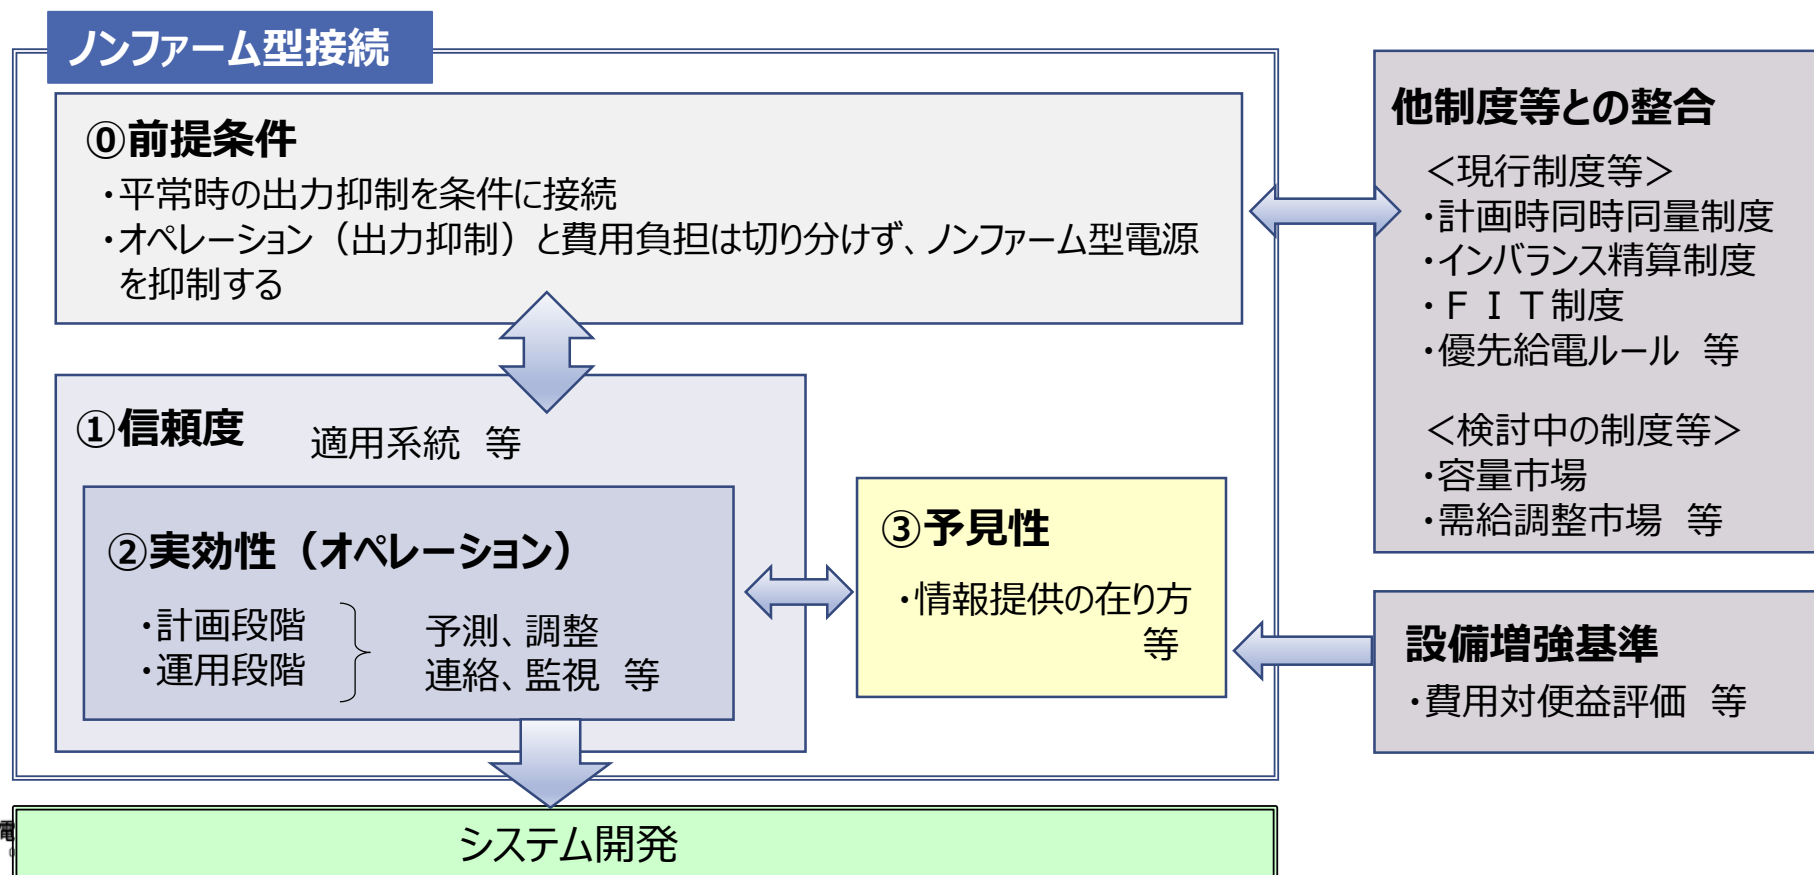 ノンファーム型接続
⓪前提条件
・平常時の出力抑制を条件に接続
・オペレーション（出力抑制）と費用負担は切り分けず、ノンファーム型電源
を抑制する
①信頼度
適用系統　等
②実効性（オペレーション）
・計画段階
・運用段階
予測、調整
連絡、監視　等
③予見性
・情報提供の在り方
等
他制度等との整合
＜現行制度等＞
・計画時同時同量制度
・インバランス精算制度
・ＦＩＴ制度
・優先給電ルール　等
＜検討中の制度等＞
・容量市場
・需給調整市場　等
設備増強基準
・費用対便益評価　等
システム開発
電